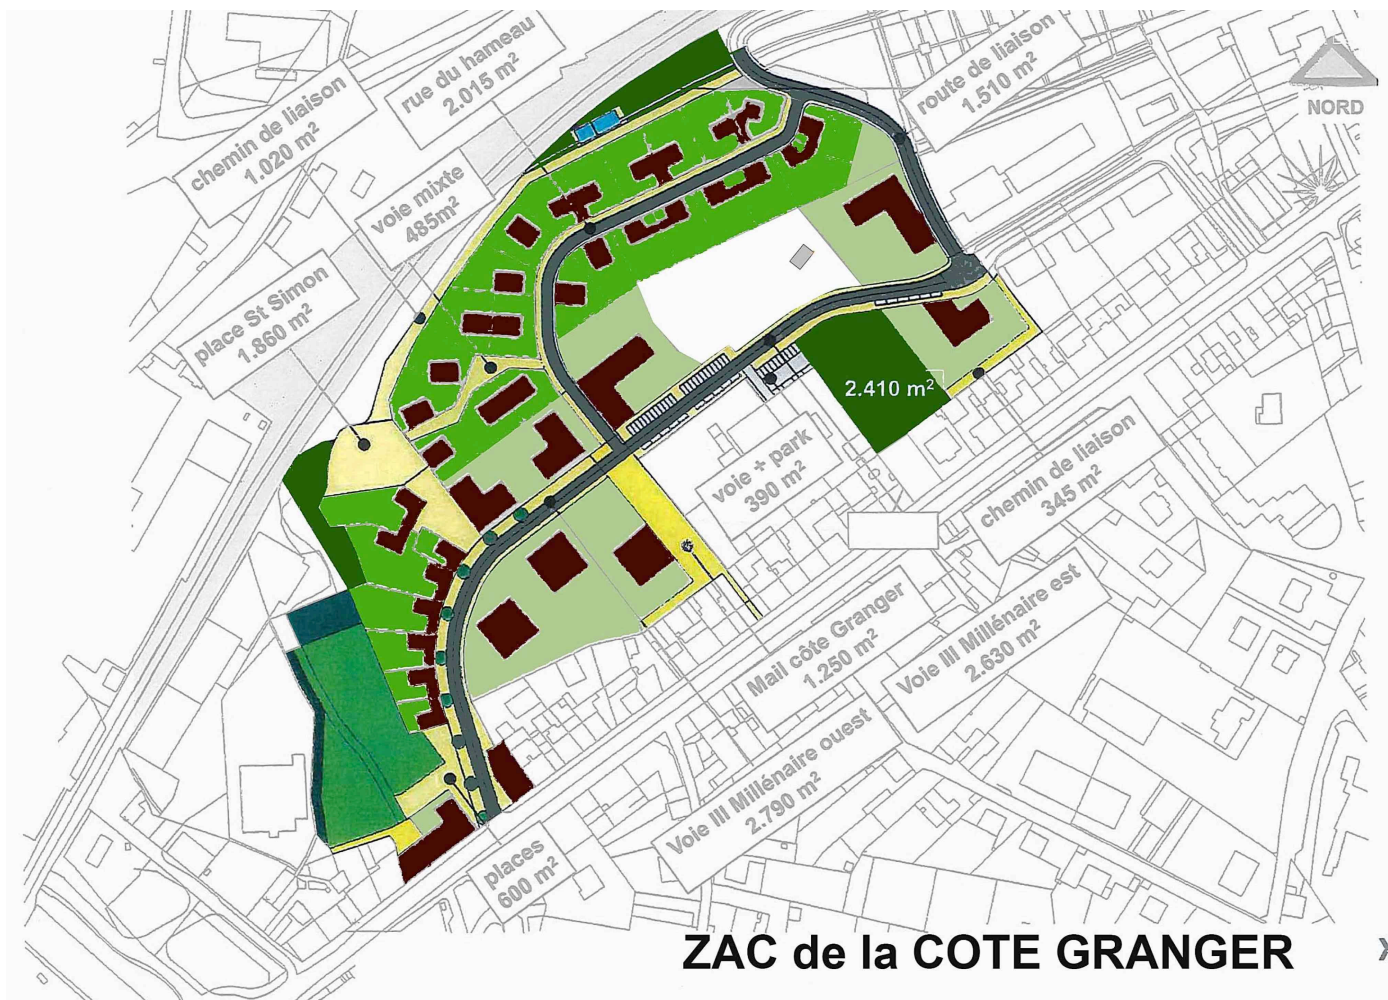 rue du hameau
2.015 m²
route de liaison
1.510 m²
NORD
chemin de liaison
1.020 m²
voie mixte
485m²
place St Simon
1.860 m²
2.410 m²
voie + park
390 m²
chemin de liaison
345 m²
Mail côte Granger
1.250 m²
Voie III Millénaire est
2.630 m²
Voie III Millénaire ouest
2.790 m²
places
600 m²
ZAC de la COTE GRANGER